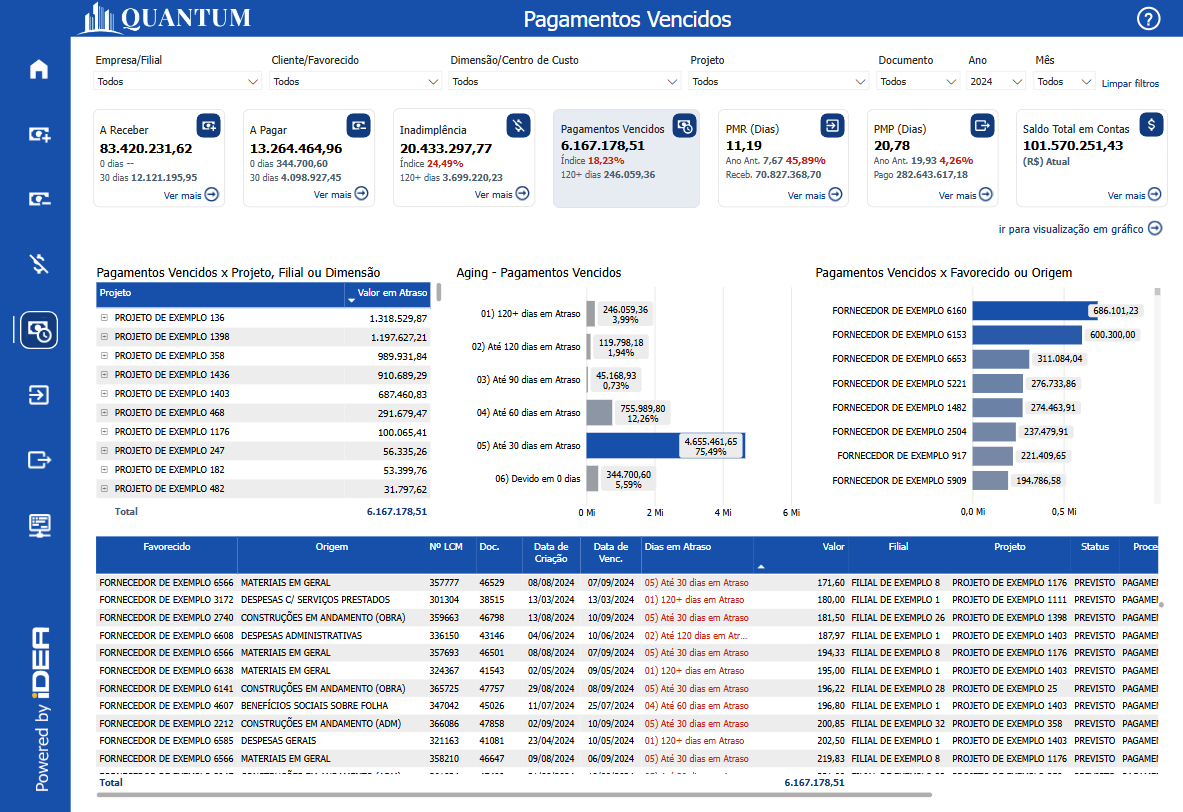 QUANTUM
Pagamentos Vencidos
?
Empresa/Filial
Cliente/Favorecido
Dimensão/Centro de Custo
Projeto
Documento
Ano
Mês
Todos
Todos
Todos
Todos
Todos
2024
Todos
Limpar filtros
A Receber
83.420.231,62
0 dias --
30 dias 12.121.195,95
Ver mais
A Pagar
13.264.464,96
0 dias 344.700,60
30 dias 4.098.927,45
Ver mais
Inadimplência
20.433.297,77
Índice 24,49%
120+ dias 3.699.220,23
Ver mais
Pagamentos Vencidos
6.167.178,51
Índice 18,23%
120+ dias 246.059,36
PMR (Dias)
11,19
Ano Ant. 7,67 45,89%
Receb. 70.827.368,70
Ver mais
PMP (Dias)
20,78
Ano Ant. 19,93 4,26%
Pago 282.643.617,18
Ver mais
Saldo Total em Contas
$
101.570.251,43
(R$) Atual
Ver mais
ir para visualização em gráfico
Pagamentos Vencidos x Projeto, Filial ou Dimensão
Projeto Valor em Atraso
PROJETO DE EXEMPLO 136 1.318.529,87
PROJETO DE EXEMPLO 1398 1.197.627,21
PROJETO DE EXEMPLO 358 989.931,84
PROJETO DE EXEMPLO 1436 910.689,29
PROJETO DE EXEMPLO 1403 687.460,83
PROJETO DE EXEMPLO 468 291.679,47
PROJETO DE EXEMPLO 1176 100.065,41
PROJETO DE EXEMPLO 247 56.335,26
PROJETO DE EXEMPLO 182 53.399,76
PROJETO DE EXEMPLO 482 31.797,62
Total 6.167.178,51
Aging - Pagamentos Vencidos
01) 120+ dias em Atraso 246.059,36
3,99%
02) Até 120 dias em Atraso 119.798,18
1,94%
03) Até 90 dias em Atraso 45.168,93
0,73%
04) Até 60 dias em Atraso 755.989,80
12,26%
05) Até 30 dias em Atraso 4.655.461,65
75,49%
06) Devido em 0 dias 344.700,60
5,59%
0 Mi 2 Mi 4 Mi 6 Mi
Pagamentos Vencidos x Favorecido ou Origem
FORNECEDOR DE EXEMPLO 6160 686.101,23
FORNECEDOR DE EXEMPLO 6153 600.300,00
FORNECEDOR DE EXEMPLO 6653 311.084,04
FORNECEDOR DE EXEMPLO 5221 276.733,86
FORNECEDOR DE EXEMPLO 1482 274.463,91
FORNECEDOR DE EXEMPLO 2504 237.479,91
FORNECEDOR DE EXEMPLO 917 221.409,65
FORNECEDOR DE EXEMPLO 5909 194.786,58
0,0 Mi 0,5 Mi
Favorecido Origem Nº LCM Doc. Data de Criação Data de Venc. Dias em Atraso Valor Filial Projeto Status Proce
FORNECEDOR DE EXEMPLO 6566 MATERIAIS EM GERAL 357777 46529 08/08/2024 07/09/2024 05) Até 30 dias em Atraso 171,60 FILIAL DE EXEMPLO 8 PROJETO DE EXEMPLO 1176 PREVISTO PAGAMEN
FORNECEDOR DE EXEMPLO 3172 DESPESAS C/ SERVIÇOS PRESTADOS 301304 38515 13/03/2024 13/03/2024 01) 120+ dias em Atraso 180,00 FILIAL DE EXEMPLO 1 PROJETO DE EXEMPLO 1111 PREVISTO PAGAMEN
FORNECEDOR DE EXEMPLO 2740 CONSTRUÇÕES EM ANDAMENTO (OBRA) 359663 46798 13/08/2024 10/09/2024 05) Até 30 dias em Atraso 181,50 FILIAL DE EXEMPLO 26 PROJETO DE EXEMPLO 1398 PREVISTO PAGAMEN
FORNECEDOR DE EXEMPLO 6608 DESPESAS ADMINISTRATIVAS 336150 43146 04/06/2024 10/06/2024 02) Até 120 dias em Atr... 187,97 FILIAL DE EXEMPLO 1 PROJETO DE EXEMPLO 1403 PREVISTO PAGAMEN
FORNECEDOR DE EXEMPLO 6566 MATERIAIS EM GERAL 357693 46501 08/08/2024 07/09/2024 05) Até 30 dias em Atraso 194,33 FILIAL DE EXEMPLO 8 PROJETO DE EXEMPLO 1176 PREVISTO PAGAMEN
FORNECEDOR DE EXEMPLO 6638 MATERIAIS EM GERAL 324367 41543 02/05/2024 09/05/2024 01) 120+ dias em Atraso 195,00 FILIAL DE EXEMPLO 1 PROJETO DE EXEMPLO 1403 PREVISTO PAGAMEN
FORNECEDOR DE EXEMPLO 6141 CONSTRUÇÕES EM ANDAMENTO (OBRA) 365725 47757 29/08/2024 08/09/2024 05) Até 30 dias em Atraso 196,22 FILIAL DE EXEMPLO 28 PROJETO DE EXEMPLO 25 PREVISTO PAGAMEN
FORNECEDOR DE EXEMPLO 4607 BENEFÍCIOS SOCIAIS SOBRE FOLHA 347042 45026 11/07/2024 25/07/2024 04) Até 60 dias em Atraso 196,80 FILIAL DE EXEMPLO 1 PROJETO DE EXEMPLO 1403 PREVISTO PAGAMEN
FORNECEDOR DE EXEMPLO 2212 CONSTRUÇÕES EM ANDAMENTO (ADM) 366086 47858 02/09/2024 10/09/2024 05) Até 30 dias em Atraso 200,85 FILIAL DE EXEMPLO 32 PROJETO DE EXEMPLO 358 PREVISTO PAGAMEN
FORNECEDOR DE EXEMPLO 6585 DESPESAS GERAIS 321163 41081 23/04/2024 10/05/2024 01) 120+ dias em Atraso 202,50 FILIAL DE EXEMPLO 1 PROJETO DE EXEMPLO 1403 PREVISTO PAGAMEN
FORNECEDOR DE EXEMPLO 6566 MATERIAIS EM GERAL 358210 46647 09/08/2024 06/09/2024 05) Até 30 dias em Atraso 219,83 FILIAL DE EXEMPLO 8 PROJETO DE EXEMPLO 1176 PREVISTO PAGAMEN
Total 6.167.178,51
Powered by iDEA